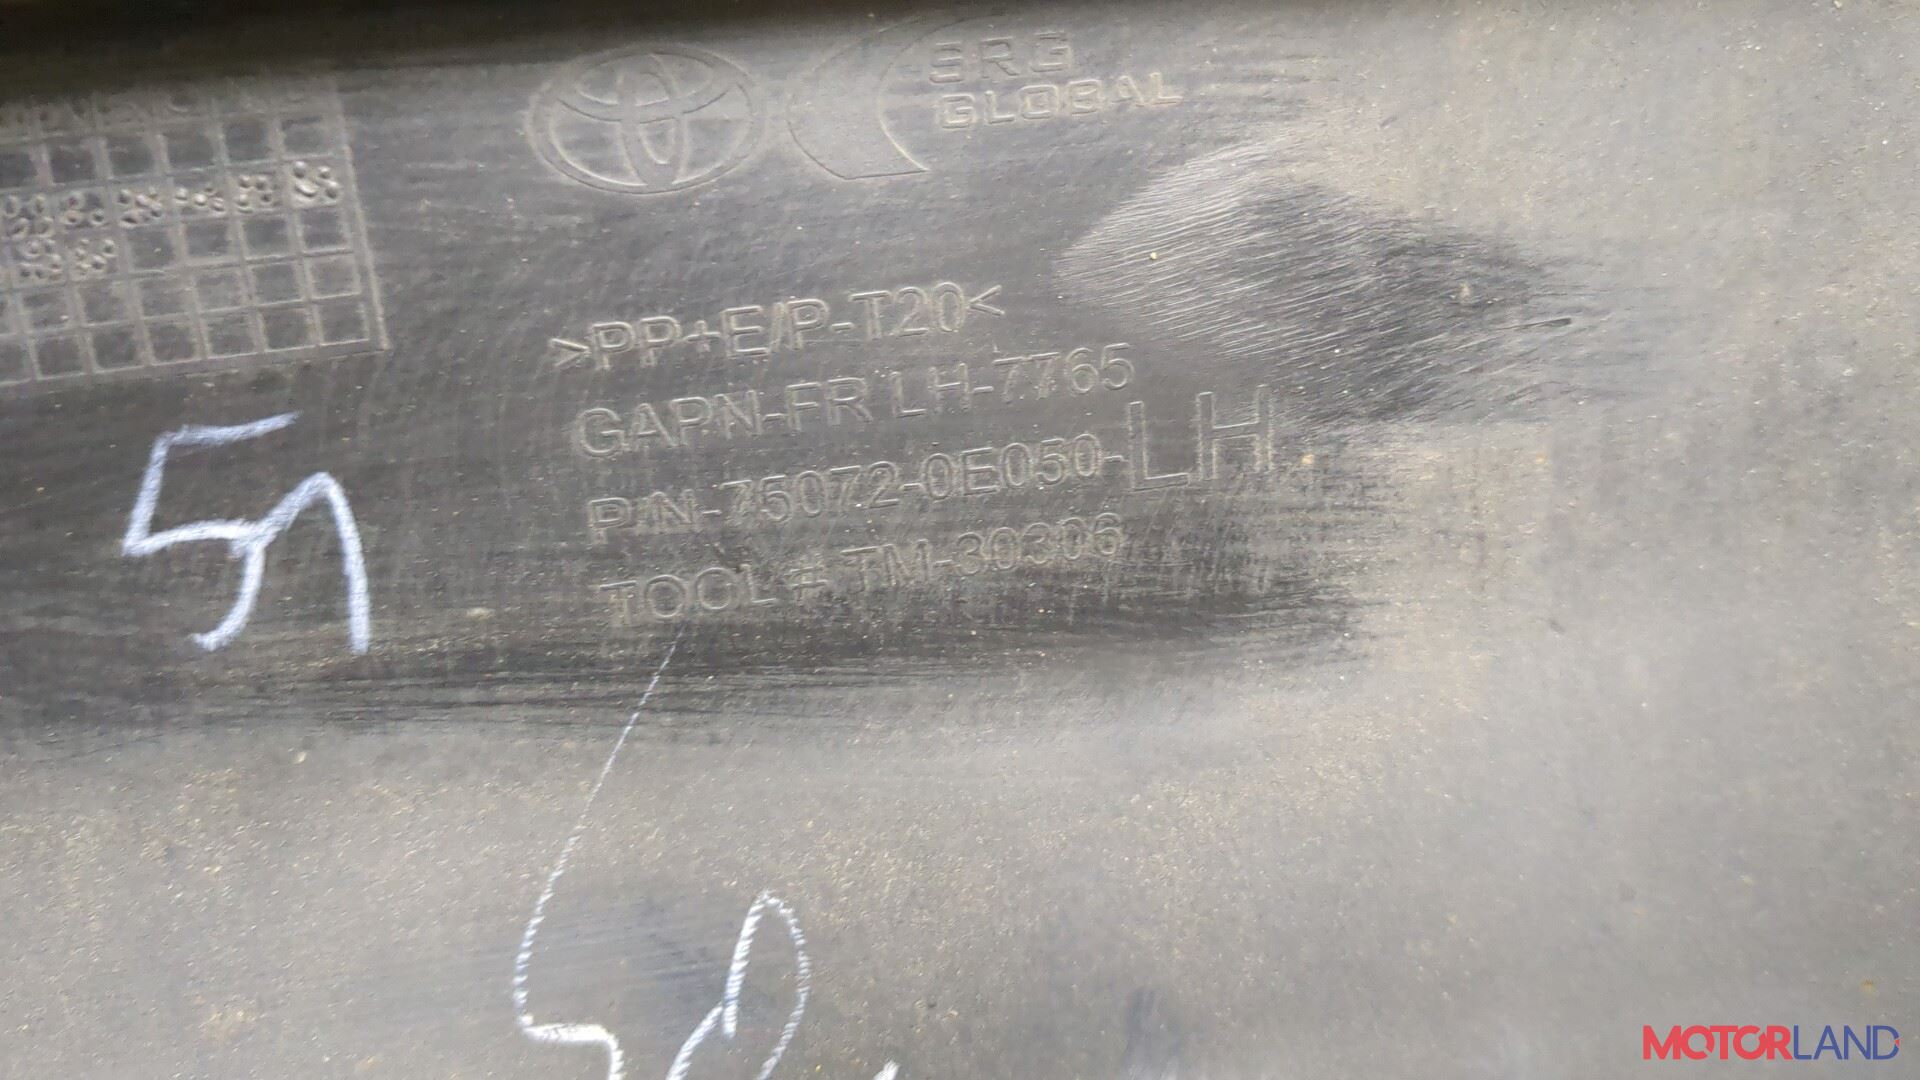 SRG
GLOBAL
>PP+E/P-T20<
GAPN-FR LH-7765
P/N-75072-0E050-LH
TOOL # TM-30306
51
MOTORLAND